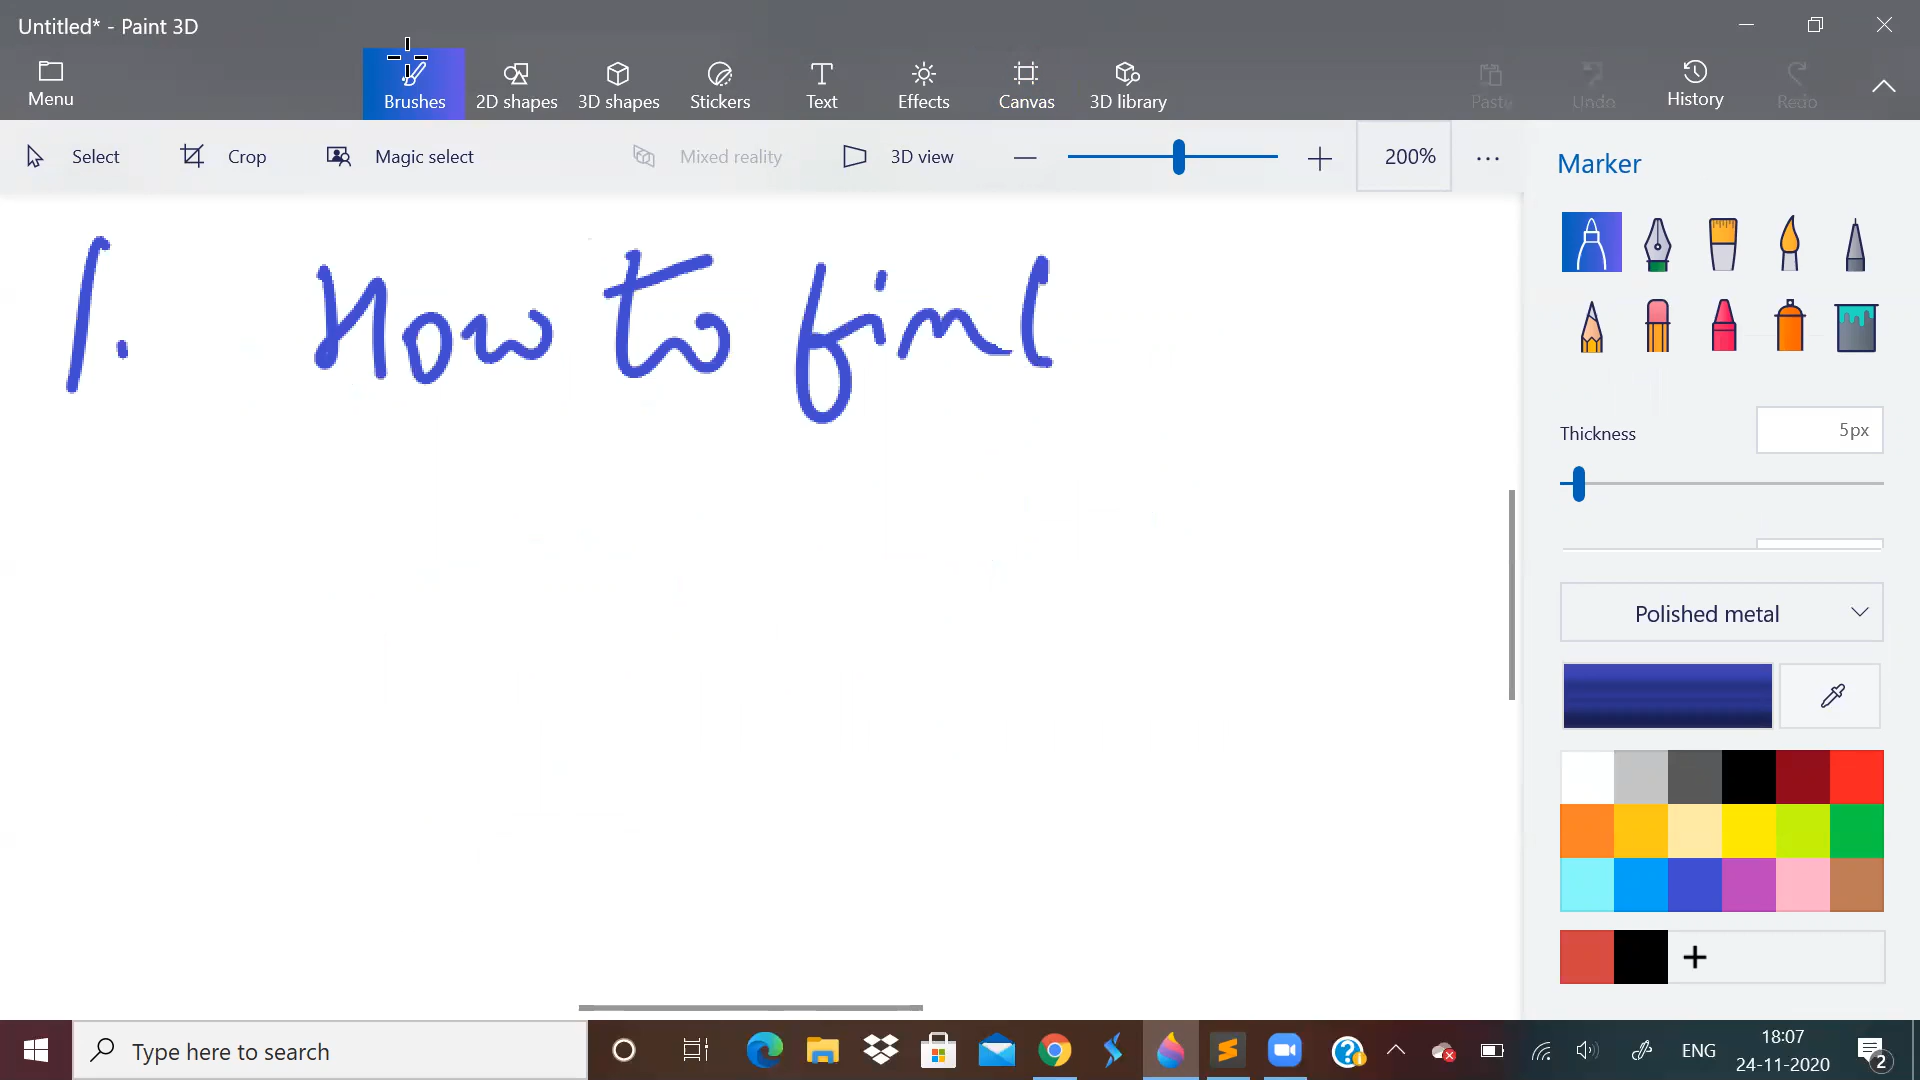 Untitled* - Paint 3D
Menu
Brushes
2D shapes
3D shapes
Stickers
Text
Effects
Canvas
3D library
Paste
Undo
History
Redo
Select
Crop
Magic select
Mixed reality
3D view
200%
Marker
1. How to
Thickness
5px
Polished metal
Type here to search
ENG
18:07
24-11-2020
2